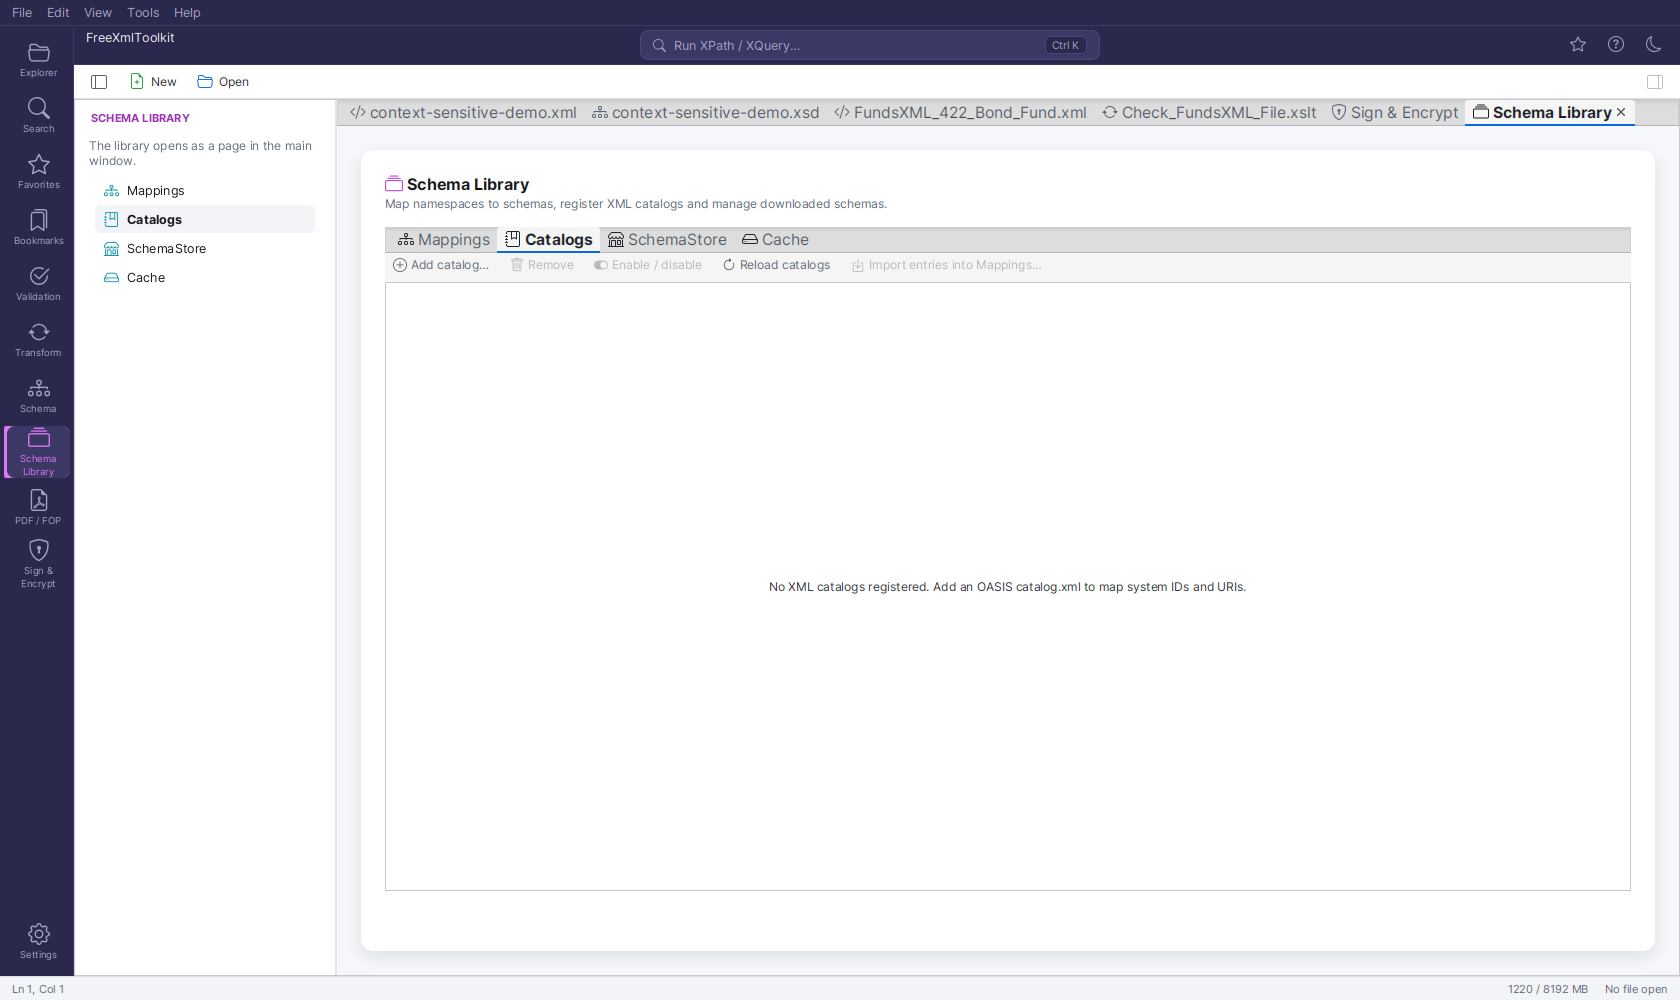 File Edit View Tools Help
FreeXmlToolkit
Run XPath / XQuery... Ctrl K
New Open
Explorer
Search
Favorites
Bookmarks
Validation
Transform
Schema
Schema
Library
PDF / FOP
Sign &
Encrypt
Settings
SCHEMA LIBRARY
The library opens as a page in the main
window.
Mappings
Catalogs
SchemaStore
Cache
context-sensitive-demo.xml context-sensitive-demo.xsd FundsXML_422_Bond_Fund.xml Check_FundsXML_File.xslt Sign & Encrypt Schema Library
Schema Library
Map namespaces to schemas, register XML catalogs and manage downloaded schemas.
Mappings Catalogs SchemaStore Cache
Add catalog... Remove Enable / disable Reload catalogs Import entries into Mappings...
No XML catalogs registered. Add an OASIS catalog.xml to map system IDs and URIs.
Ln 1, Col 1 1220 / 8192 MB No file open